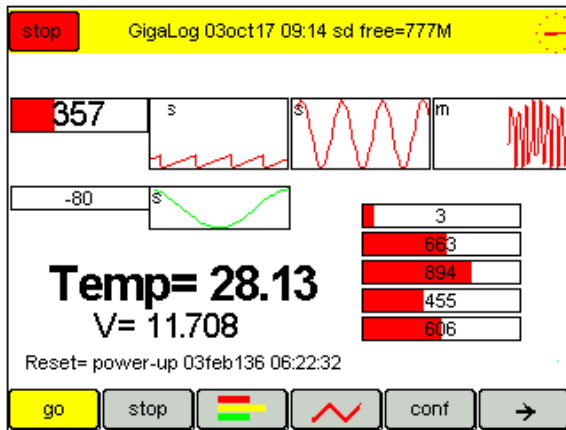 stop GigaLog 03oct17 09:14 sd free=777M
357 s s m
-80 s
3
663
894
455
606
Temp= 28.13
V= 11.708
Reset= power-up 03feb136 06:22:32
go stop conf →